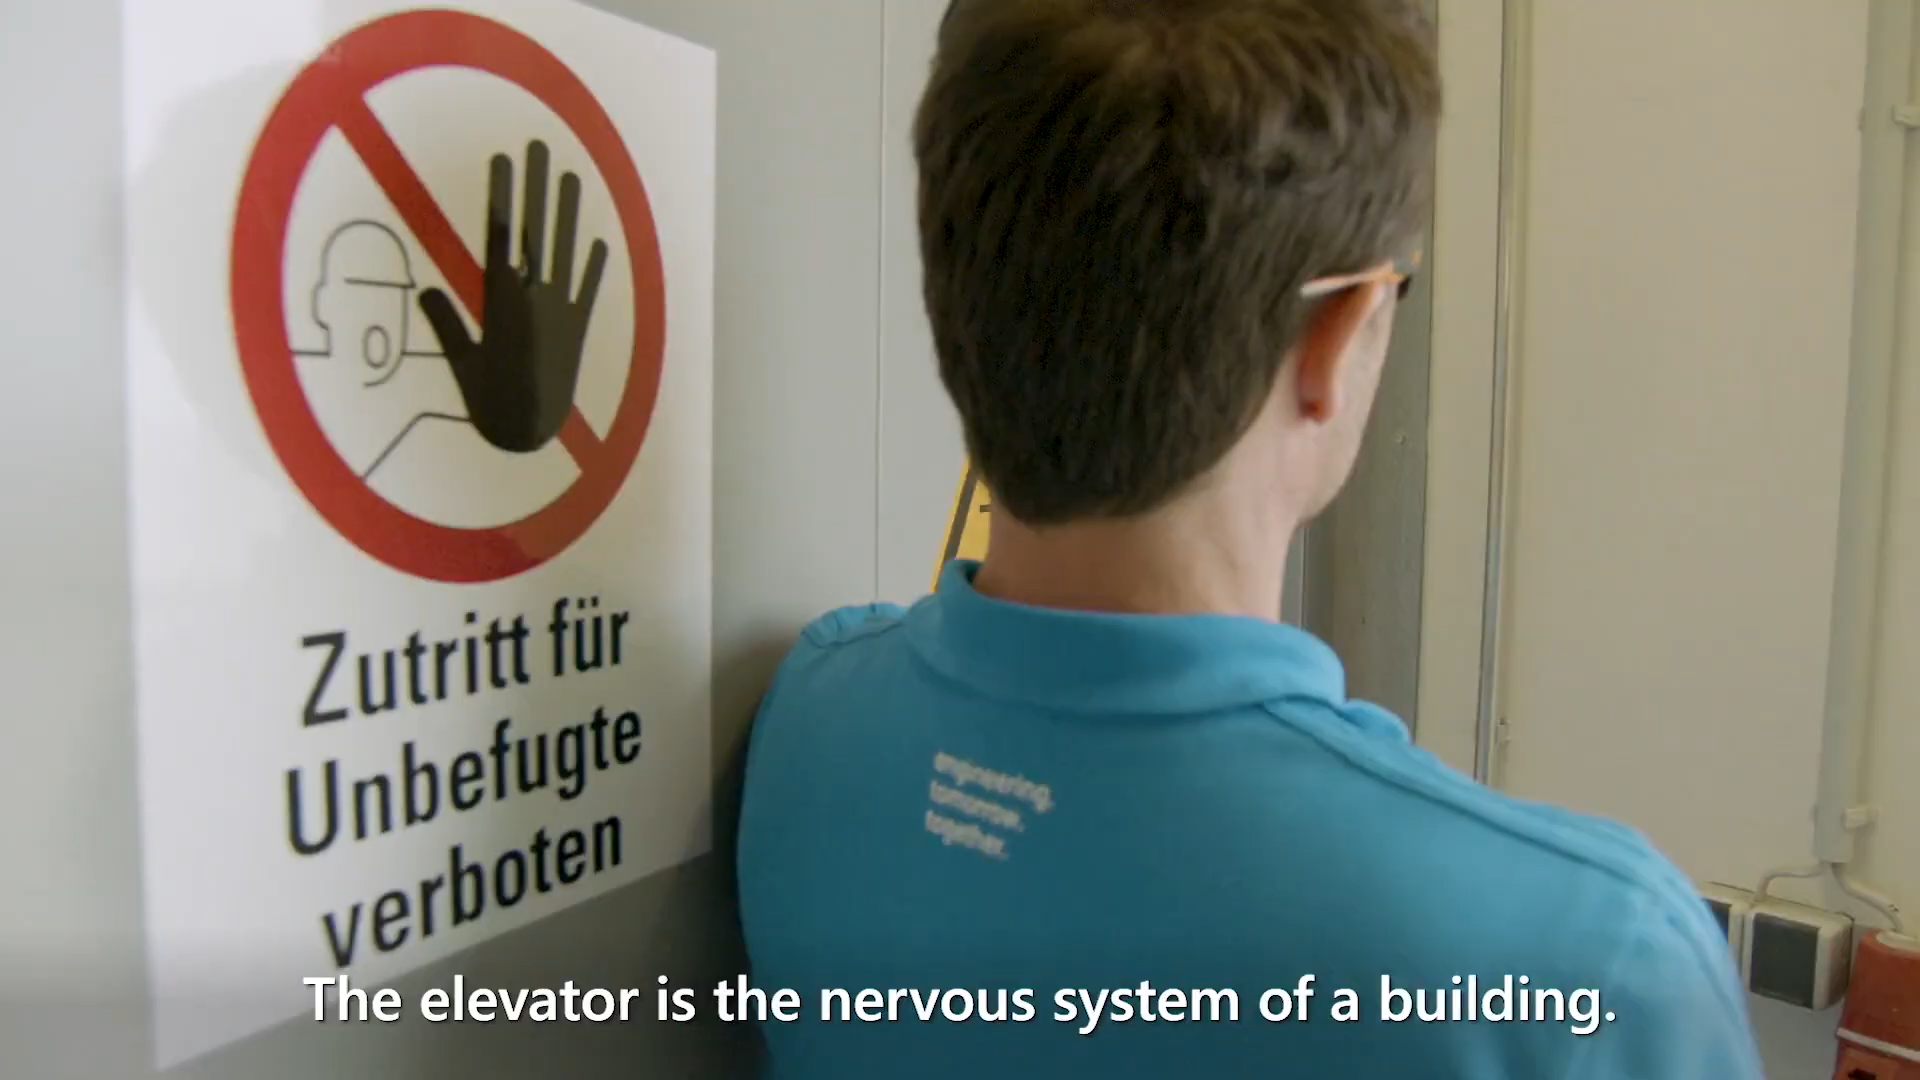 Zutritt für
Unbefugte
verboten
engineering.
tomorrow.
together.
The elevator is the nervous system of a building.